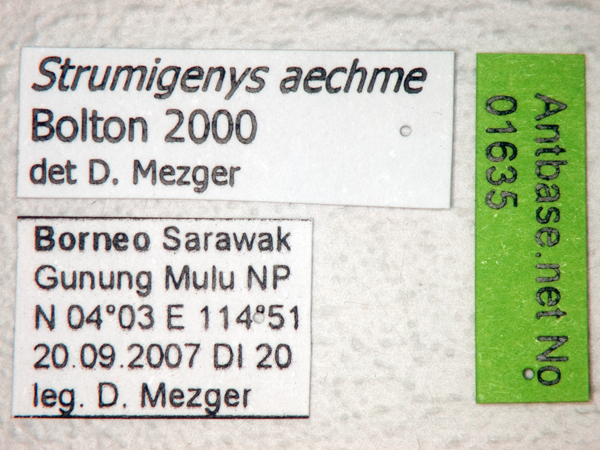 Strumigenys aechme
Bolton 2000
det D. Mezger
Borneo Sarawak
Gunung Mulu NP
N 04°03 E 114°51
20.09.2007 DI 20
leg. D. Mezger
Antbase.net No
01635